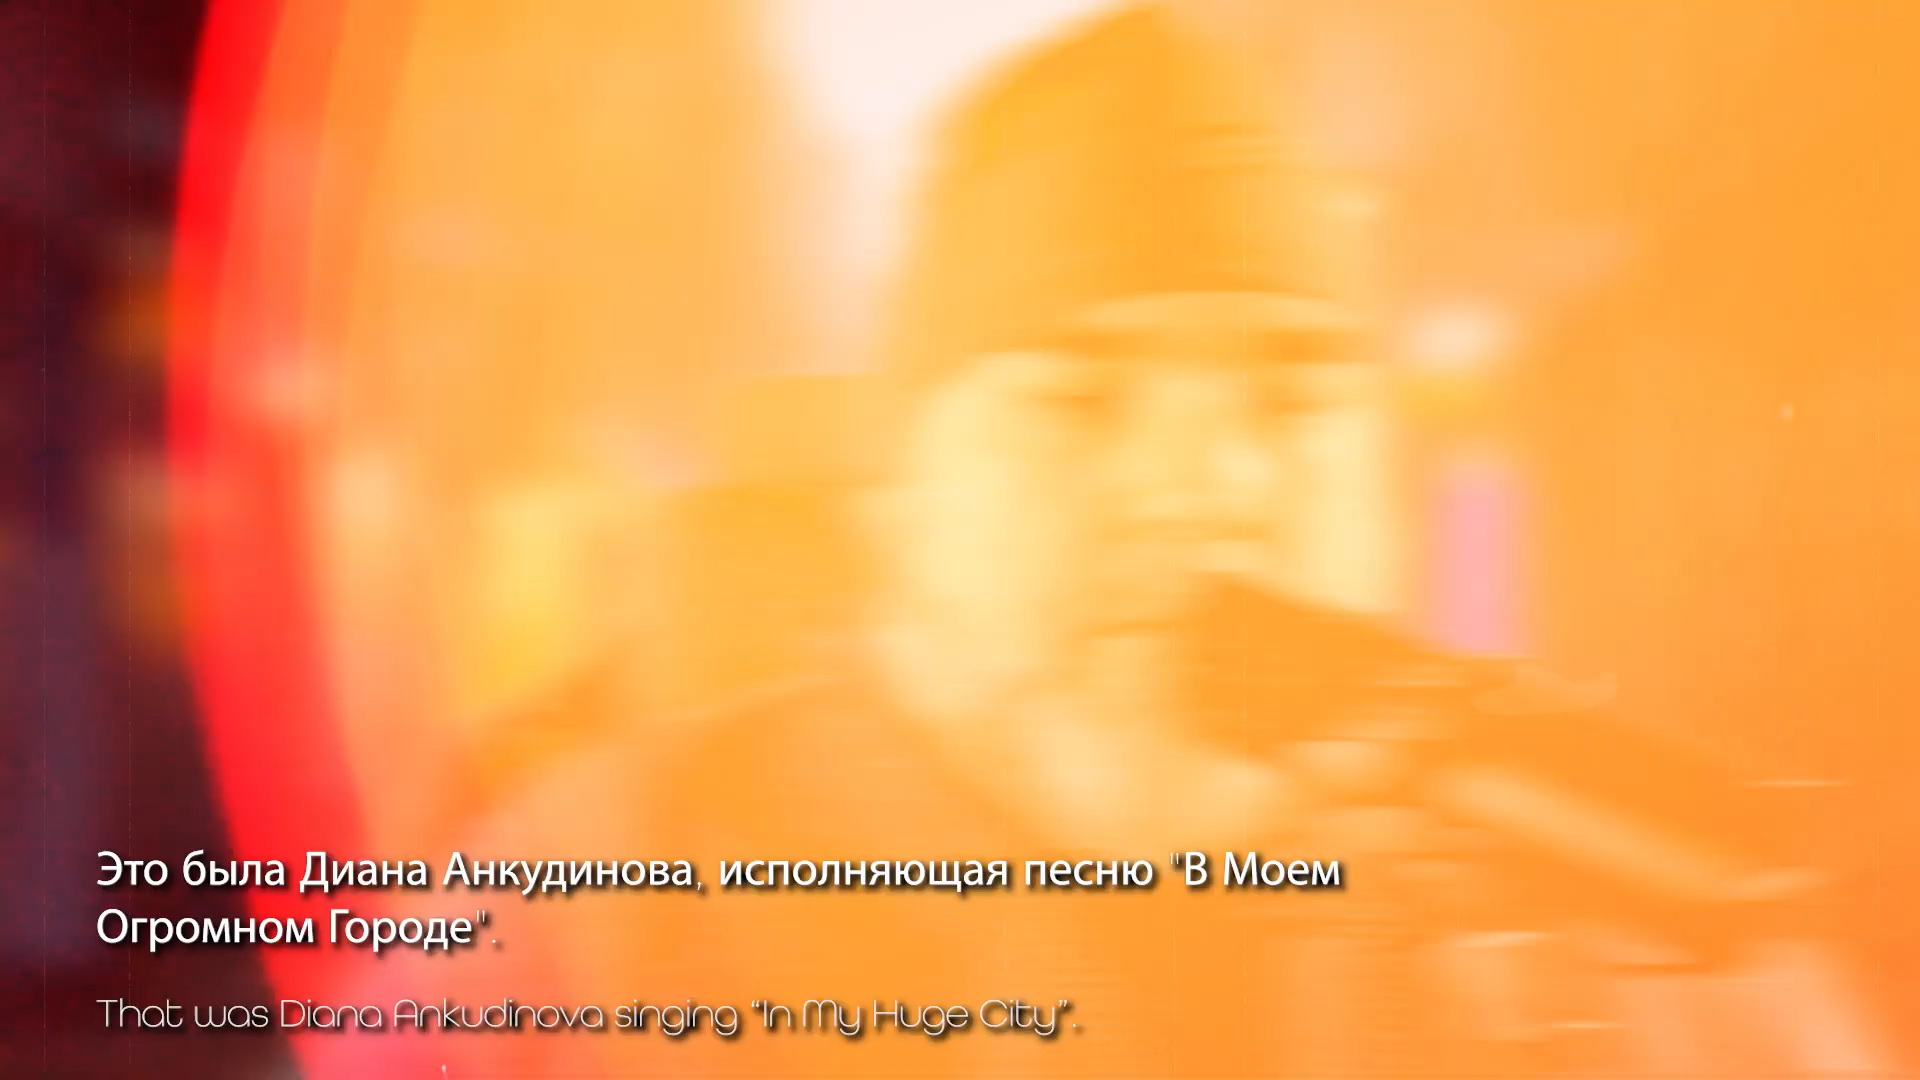 Это была Диана Анкудинова, исполняющая песню "В Моем
Огромном Городе".
That was Diana Ankudinova singing “In My Huge City”.